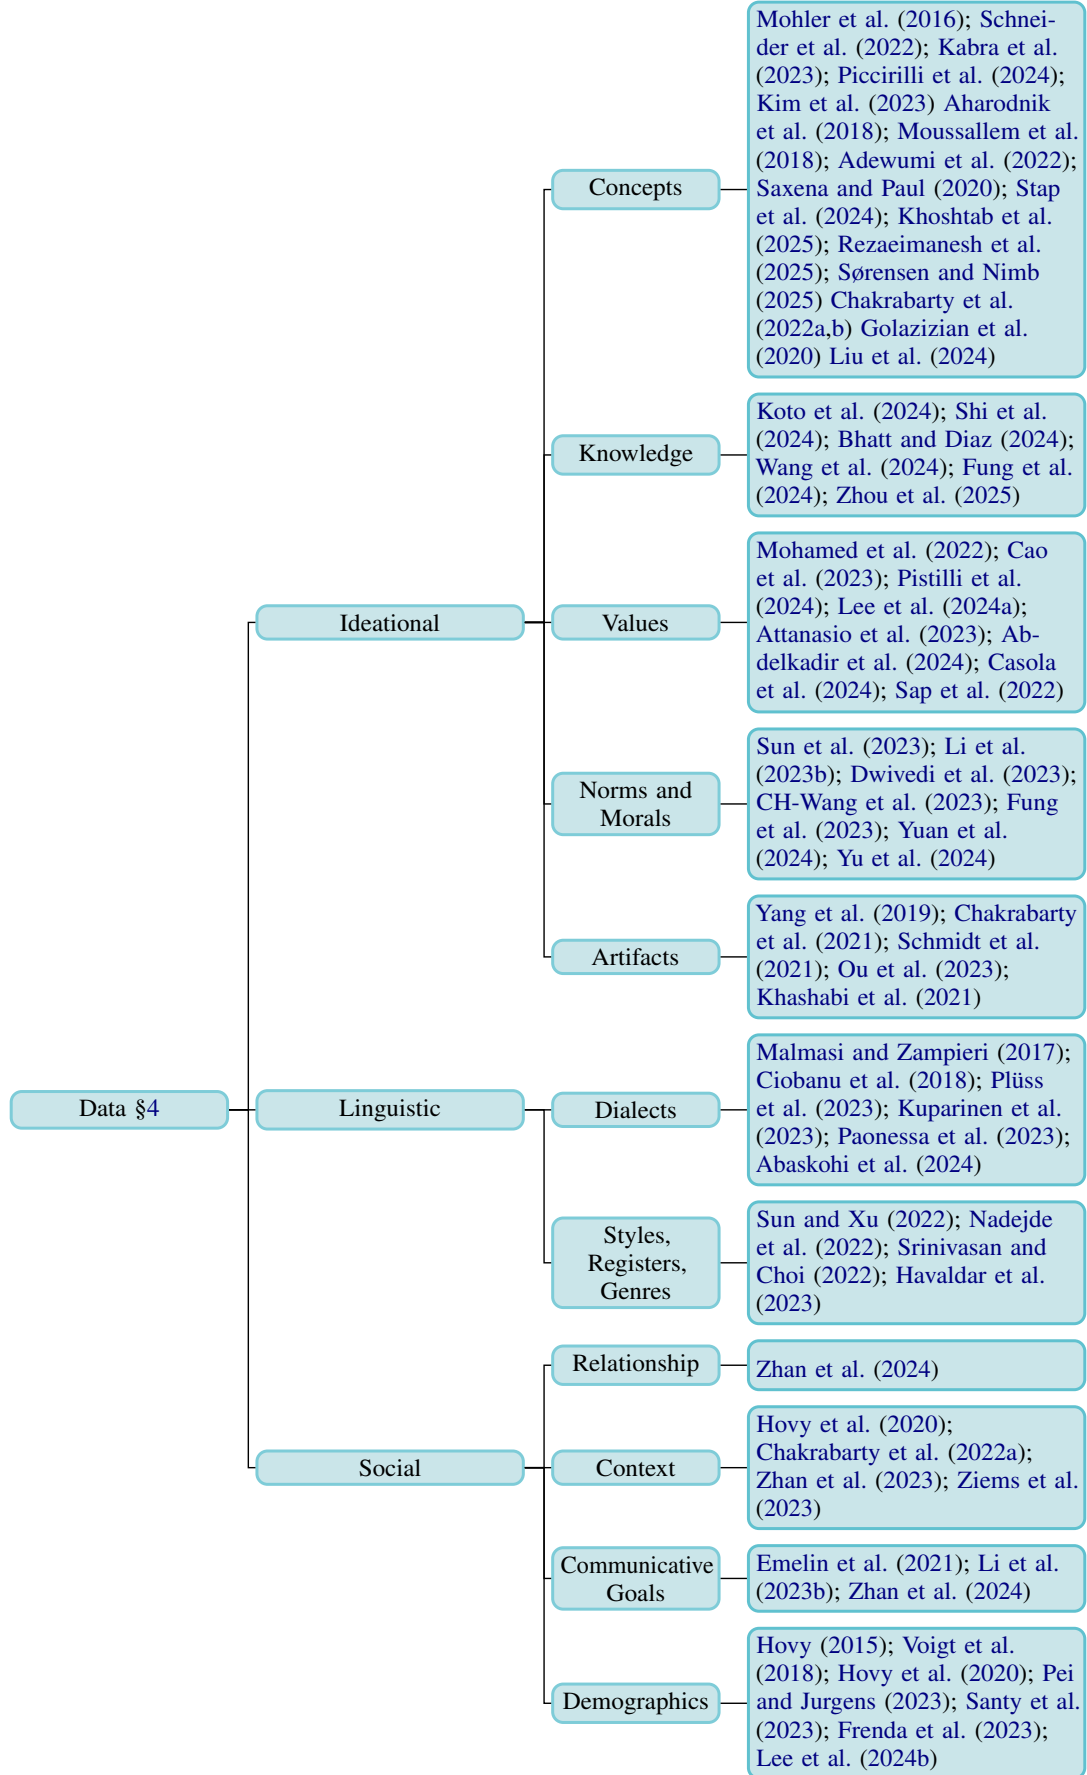 Data §4
Ideational
Concepts
Mohler et al. (2016); Schnei-
der et al. (2022); Kabra et al.
(2023); Piccirilli et al. (2024);
Kim et al. (2023) Aharodnik
et al. (2018); Moussallem et al.
(2018); Adewumi et al. (2022);
Saxena and Paul (2020); Stap
et al. (2024); Khoshtab et al.
(2025); Rezaeimanesh et al.
(2025); Sørensen and Nimb
(2025) Chakrabarty et al.
(2022a,b) Golazizian et al.
(2020) Liu et al. (2024)
Knowledge
Koto et al. (2024); Shi et al.
(2024); Bhatt and Diaz (2024);
Wang et al. (2024); Fung et al.
(2024); Zhou et al. (2025)
Values
Mohamed et al. (2022); Cao
et al. (2023); Pistilli et al.
(2024); Lee et al. (2024a);
Attanasio et al. (2023); Ab-
delkadir et al. (2024); Casola
et al. (2024); Sap et al. (2022)
Norms and
Morals
Sun et al. (2023); Li et al.
(2023b); Dwivedi et al. (2023);
CH-Wang et al. (2023); Fung
et al. (2023); Yuan et al.
(2024); Yu et al. (2024)
Artifacts
Yang et al. (2019); Chakrabarty
et al. (2021); Schmidt et al.
(2021); Ou et al. (2023);
Khashabi et al. (2021)
Linguistic
Dialects
Malmasi and Zampieri (2017);
Ciobanu et al. (2018); Plüss
et al. (2023); Kuparinen et al.
(2023); Paonessa et al. (2023);
Abaskohi et al. (2024)
Styles,
Registers,
Genres
Sun and Xu (2022); Nadejde
et al. (2022); Srinivasan and
Choi (2022); Havaldar et al.
(2023)
Social
Relationship
Zhan et al. (2024)
Context
Hovy et al. (2020);
Chakrabarty et al. (2022a);
Zhan et al. (2023); Ziems et al.
(2023)
Communicative
Goals
Emelin et al. (2021); Li et al.
(2023b); Zhan et al. (2024)
Demographics
Hovy (2015); Voigt et al.
(2018); Hovy et al. (2020); Pei
and Jurgens (2023); Santy et al.
(2023); Frenda et al. (2023);
Lee et al. (2024b)